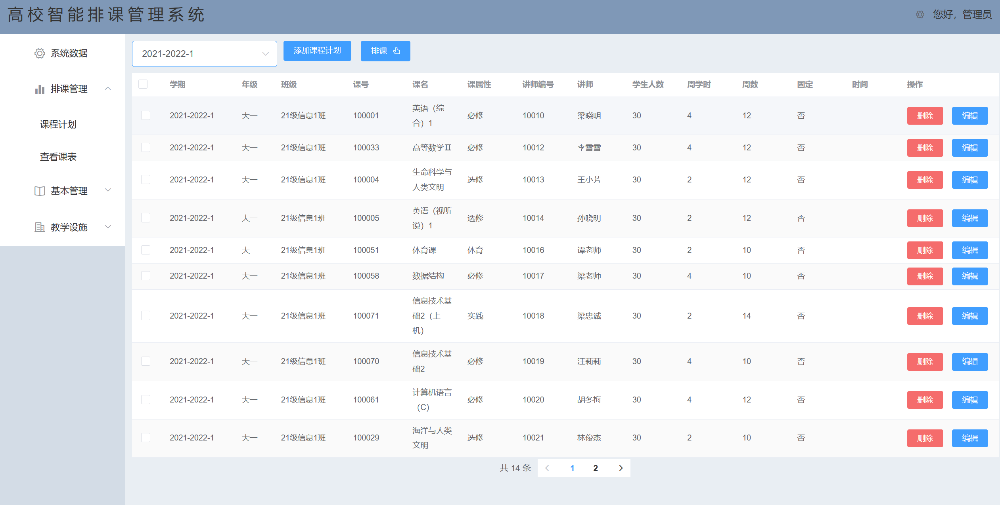 高校智能排课管理系统
您好，管理员
系统数据
排课管理
课程计划
查看课表
基本管理
教学设施
2021-2022-1
添加课程计划
排课
学期 年级 班级 课号 课名 课属性 讲师编号 讲师 学生人数 周学时 周数 固定 时间 操作
2021-2022-1 大一 21级信息1班 100001 英语（综 必修 10010 梁晓明 30 4 12 否 删除 编辑
合）1
2021-2022-1 大一 21级信息1班 100033 高等数学Ⅱ 必修 10012 李雪雪 30 4 12 否 删除 编辑
2021-2022-1 大一 21级信息1班 100004 生命科学与 选修 10013 王小芳 30 2 12 否 删除 编辑
人类文明
2021-2022-1 大一 21级信息1班 100005 英语（视听 选修 10014 孙晓明 30 2 12 否 删除 编辑
说）1
2021-2022-1 大一 21级信息1班 100051 体育课 体育 10016 谭老师 30 2 10 否 删除 编辑
2021-2022-1 大一 21级信息1班 100058 数据结构 必修 10017 梁老师 30 4 10 否 删除 编辑
2021-2022-1 大一 21级信息1班 100071 信息技术基 实践 10018 梁忠诚 30 2 14 否 删除 编辑
础2（上
机）
2021-2022-1 大一 21级信息1班 100070 信息技术基 必修 10019 汪莉莉 30 4 10 否 删除 编辑
础2
2021-2022-1 大一 21级信息1班 100061 计算机语言 必修 10020 胡冬梅 30 4 12 否 删除 编辑
（C）
2021-2022-1 大一 21级信息1班 100029 海洋与人类 选修 10021 林俊杰 30 2 10 否 删除 编辑
文明
共 14 条 1 2